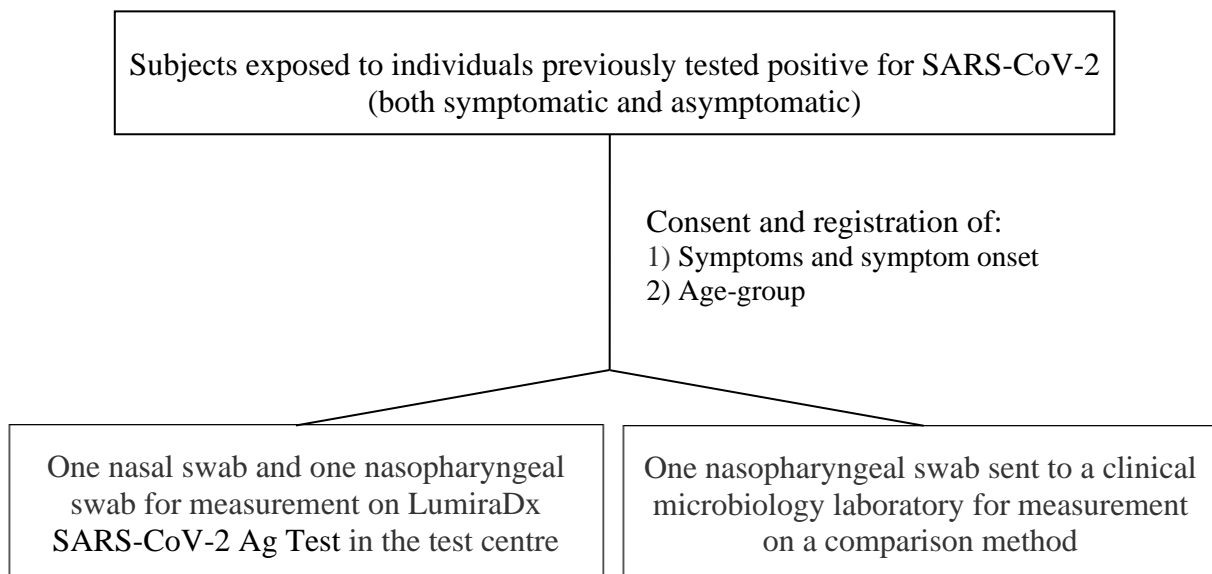 Subjects exposed to individuals previously tested positive for SARS-CoV-2
(both symptomatic and asymptomatic)
Consent and registration of:
1) Symptoms and symptom onset
2) Age-group
One nasal swab and one nasopharyngeal
swab for measurement on LumiraDx
SARS-CoV-2 Ag Test in the test centre
One nasopharyngeal swab sent to a clinical
microbiology laboratory for measurement
on a comparison method